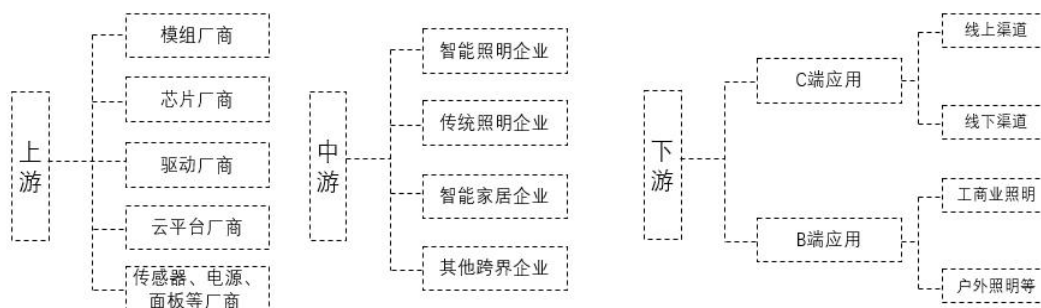 上游
模组厂商
芯片厂商
驱动厂商
云平台厂商
传感器、电源、
面板等厂商
中游
智能照明企业
传统照明企业
智能家居企业
其他跨界企业
下游
C端应用
线上渠道
线下渠道
B端应用
工商业照明
户外照明等